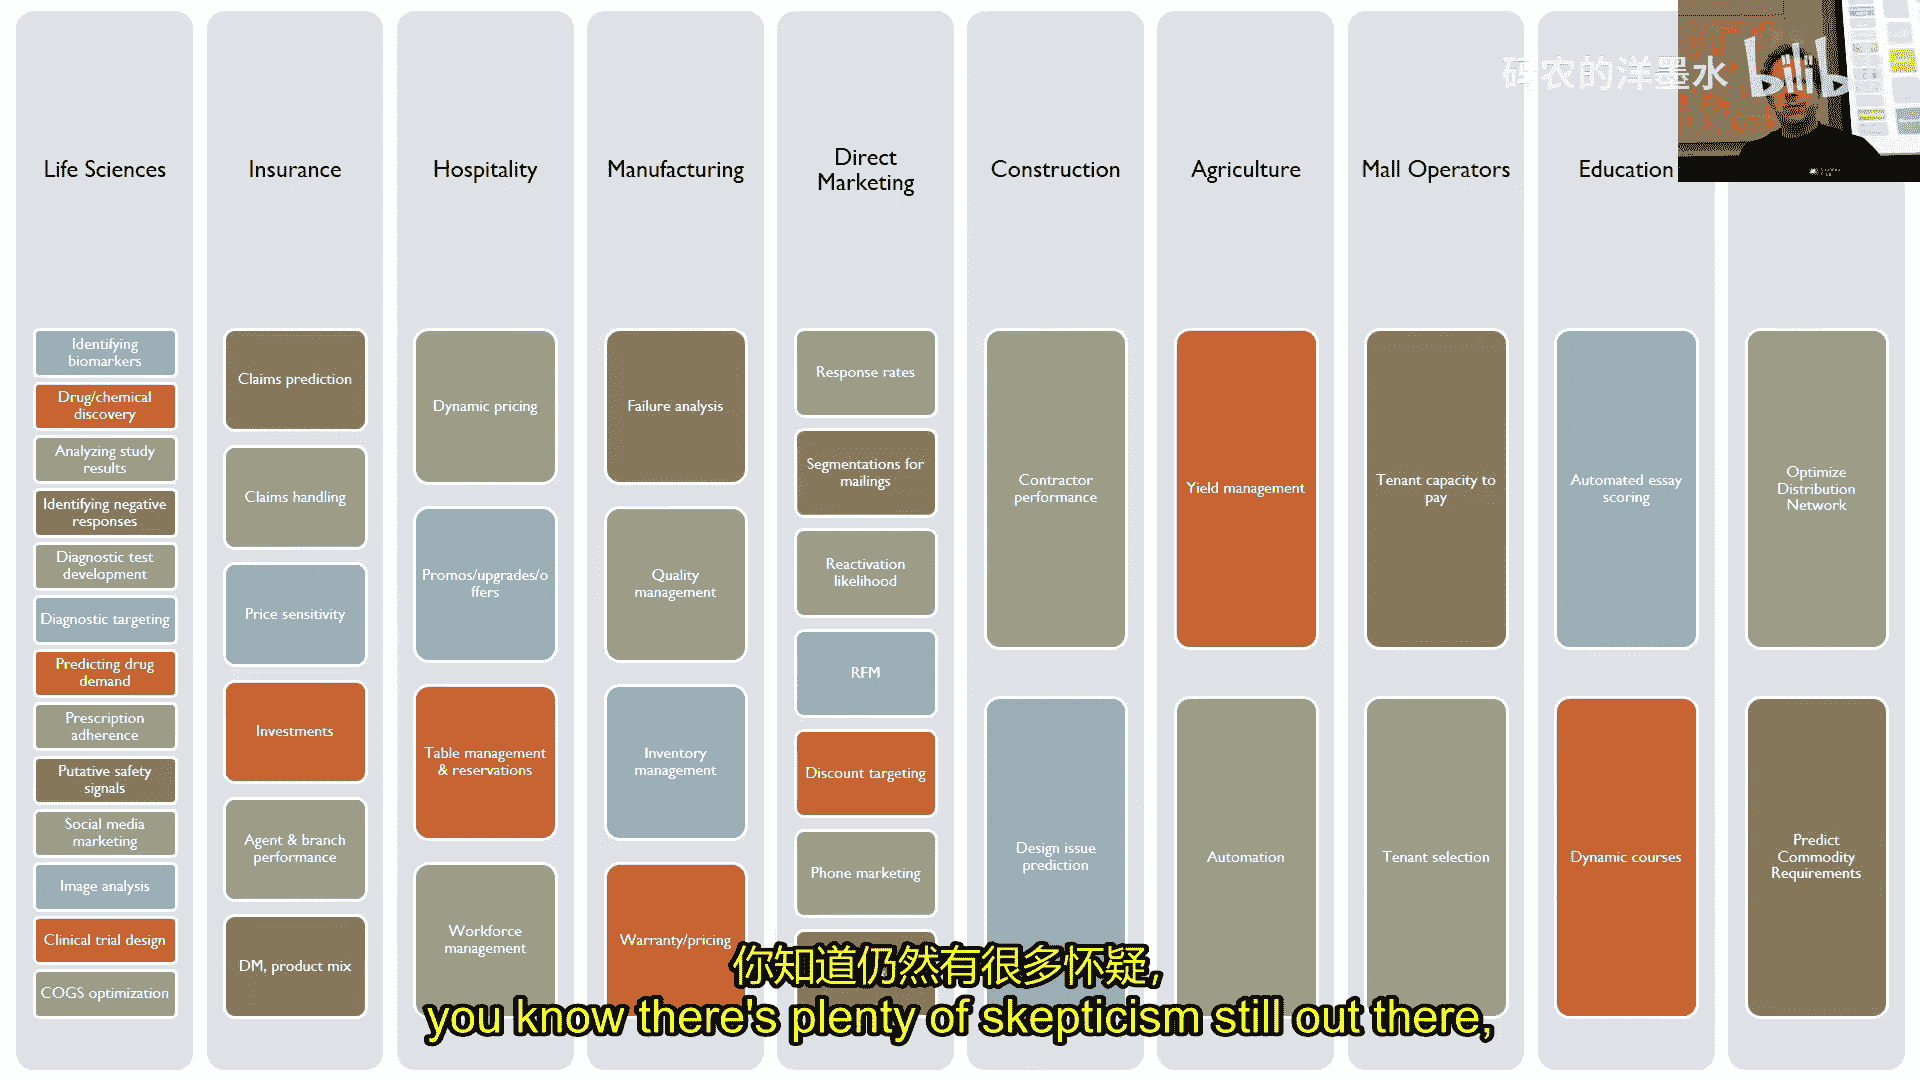 码农的洋墨水
Life Sciences
Identifying
biomarkers
Drug/chemical
discovery
Analyzing study
results
Identifying negative
responses
Diagnostic test
development
Diagnostic targeting
Predicting drug
demand
Prescription
adherence
Putative safety
signals
Social media
marketing
Image analysis
Clinical trial design
COGS optimization
Insurance
Claims prediction
Claims handling
Price sensitivity
Investments
Agent & branch
performance
DM, product mix
Hospitality
Dynamic pricing
Promos/upgrades/o
ffers
Table management
& reservations
Workforce
management
Manufacturing
Failure analysis
Quality
management
Inventory
management
Warranty/pricing
Direct
Marketing
Response rates
Segmentations for
mailings
Reactivation
likelihood
RFM
Discount targeting
Phone marketing
Construction
Contractor
performance
Design issue
prediction
Agriculture
Yield management
Automation
Mall Operators
Tenant capacity to
pay
Tenant selection
Education
Automated essay
scoring
Dynamic courses
Optimize
Distribution
Network
Predict
Commodity
Requirements
你知道仍然有很多怀疑,
you know there's plenty of skepticism still out there,